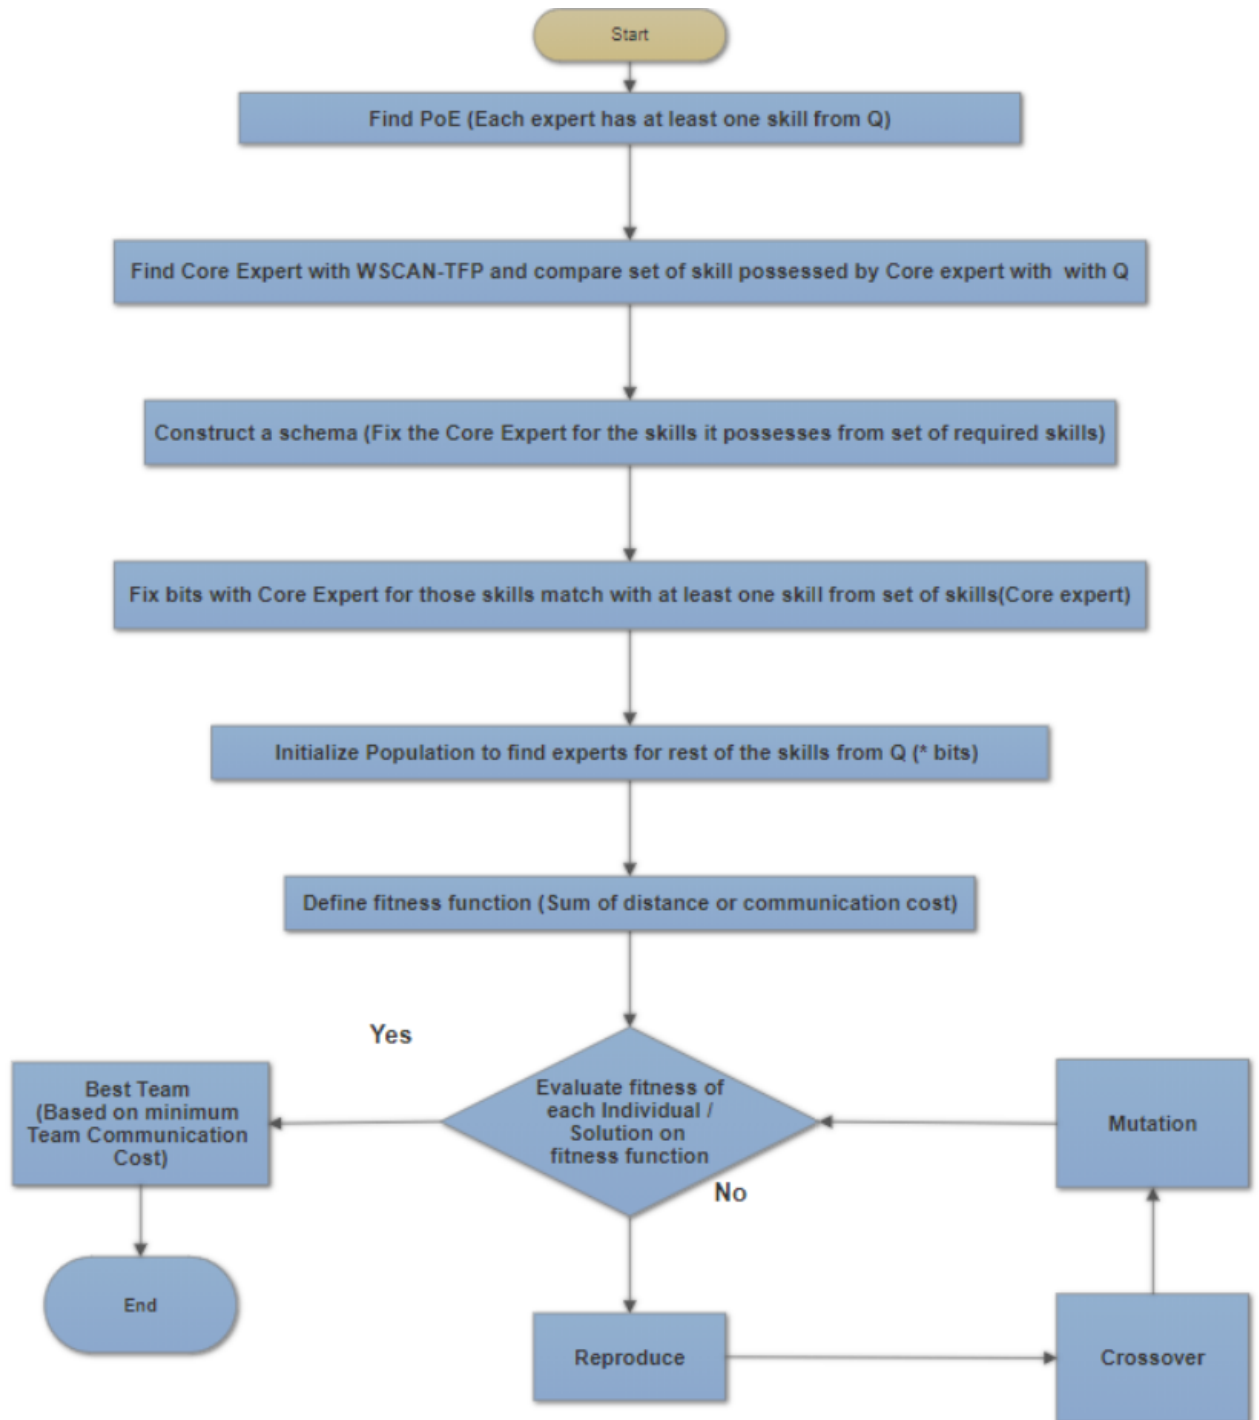 Start
Find PoE (Each expert has at least one skill from Q)
Find Core Expert with WSCAN-TFP and compare set of skill possessed by Core expert with  with Q
Construct a schema (Fix the Core Expert for the skills it possesses from set of required skills)
Fix bits with Core Expert for those skills match with at least one skill from set of skills(Core expert)
Initialize Population to find experts for rest of the skills from Q (* bits)
Define fitness function (Sum of distance or communication cost)
Yes
Best Team
(Based on minimum
Team Communication
Cost)
Evaluate fitness of
each Individual /
Solution on
fitness function
Mutation
No
End
Reproduce
Crossover